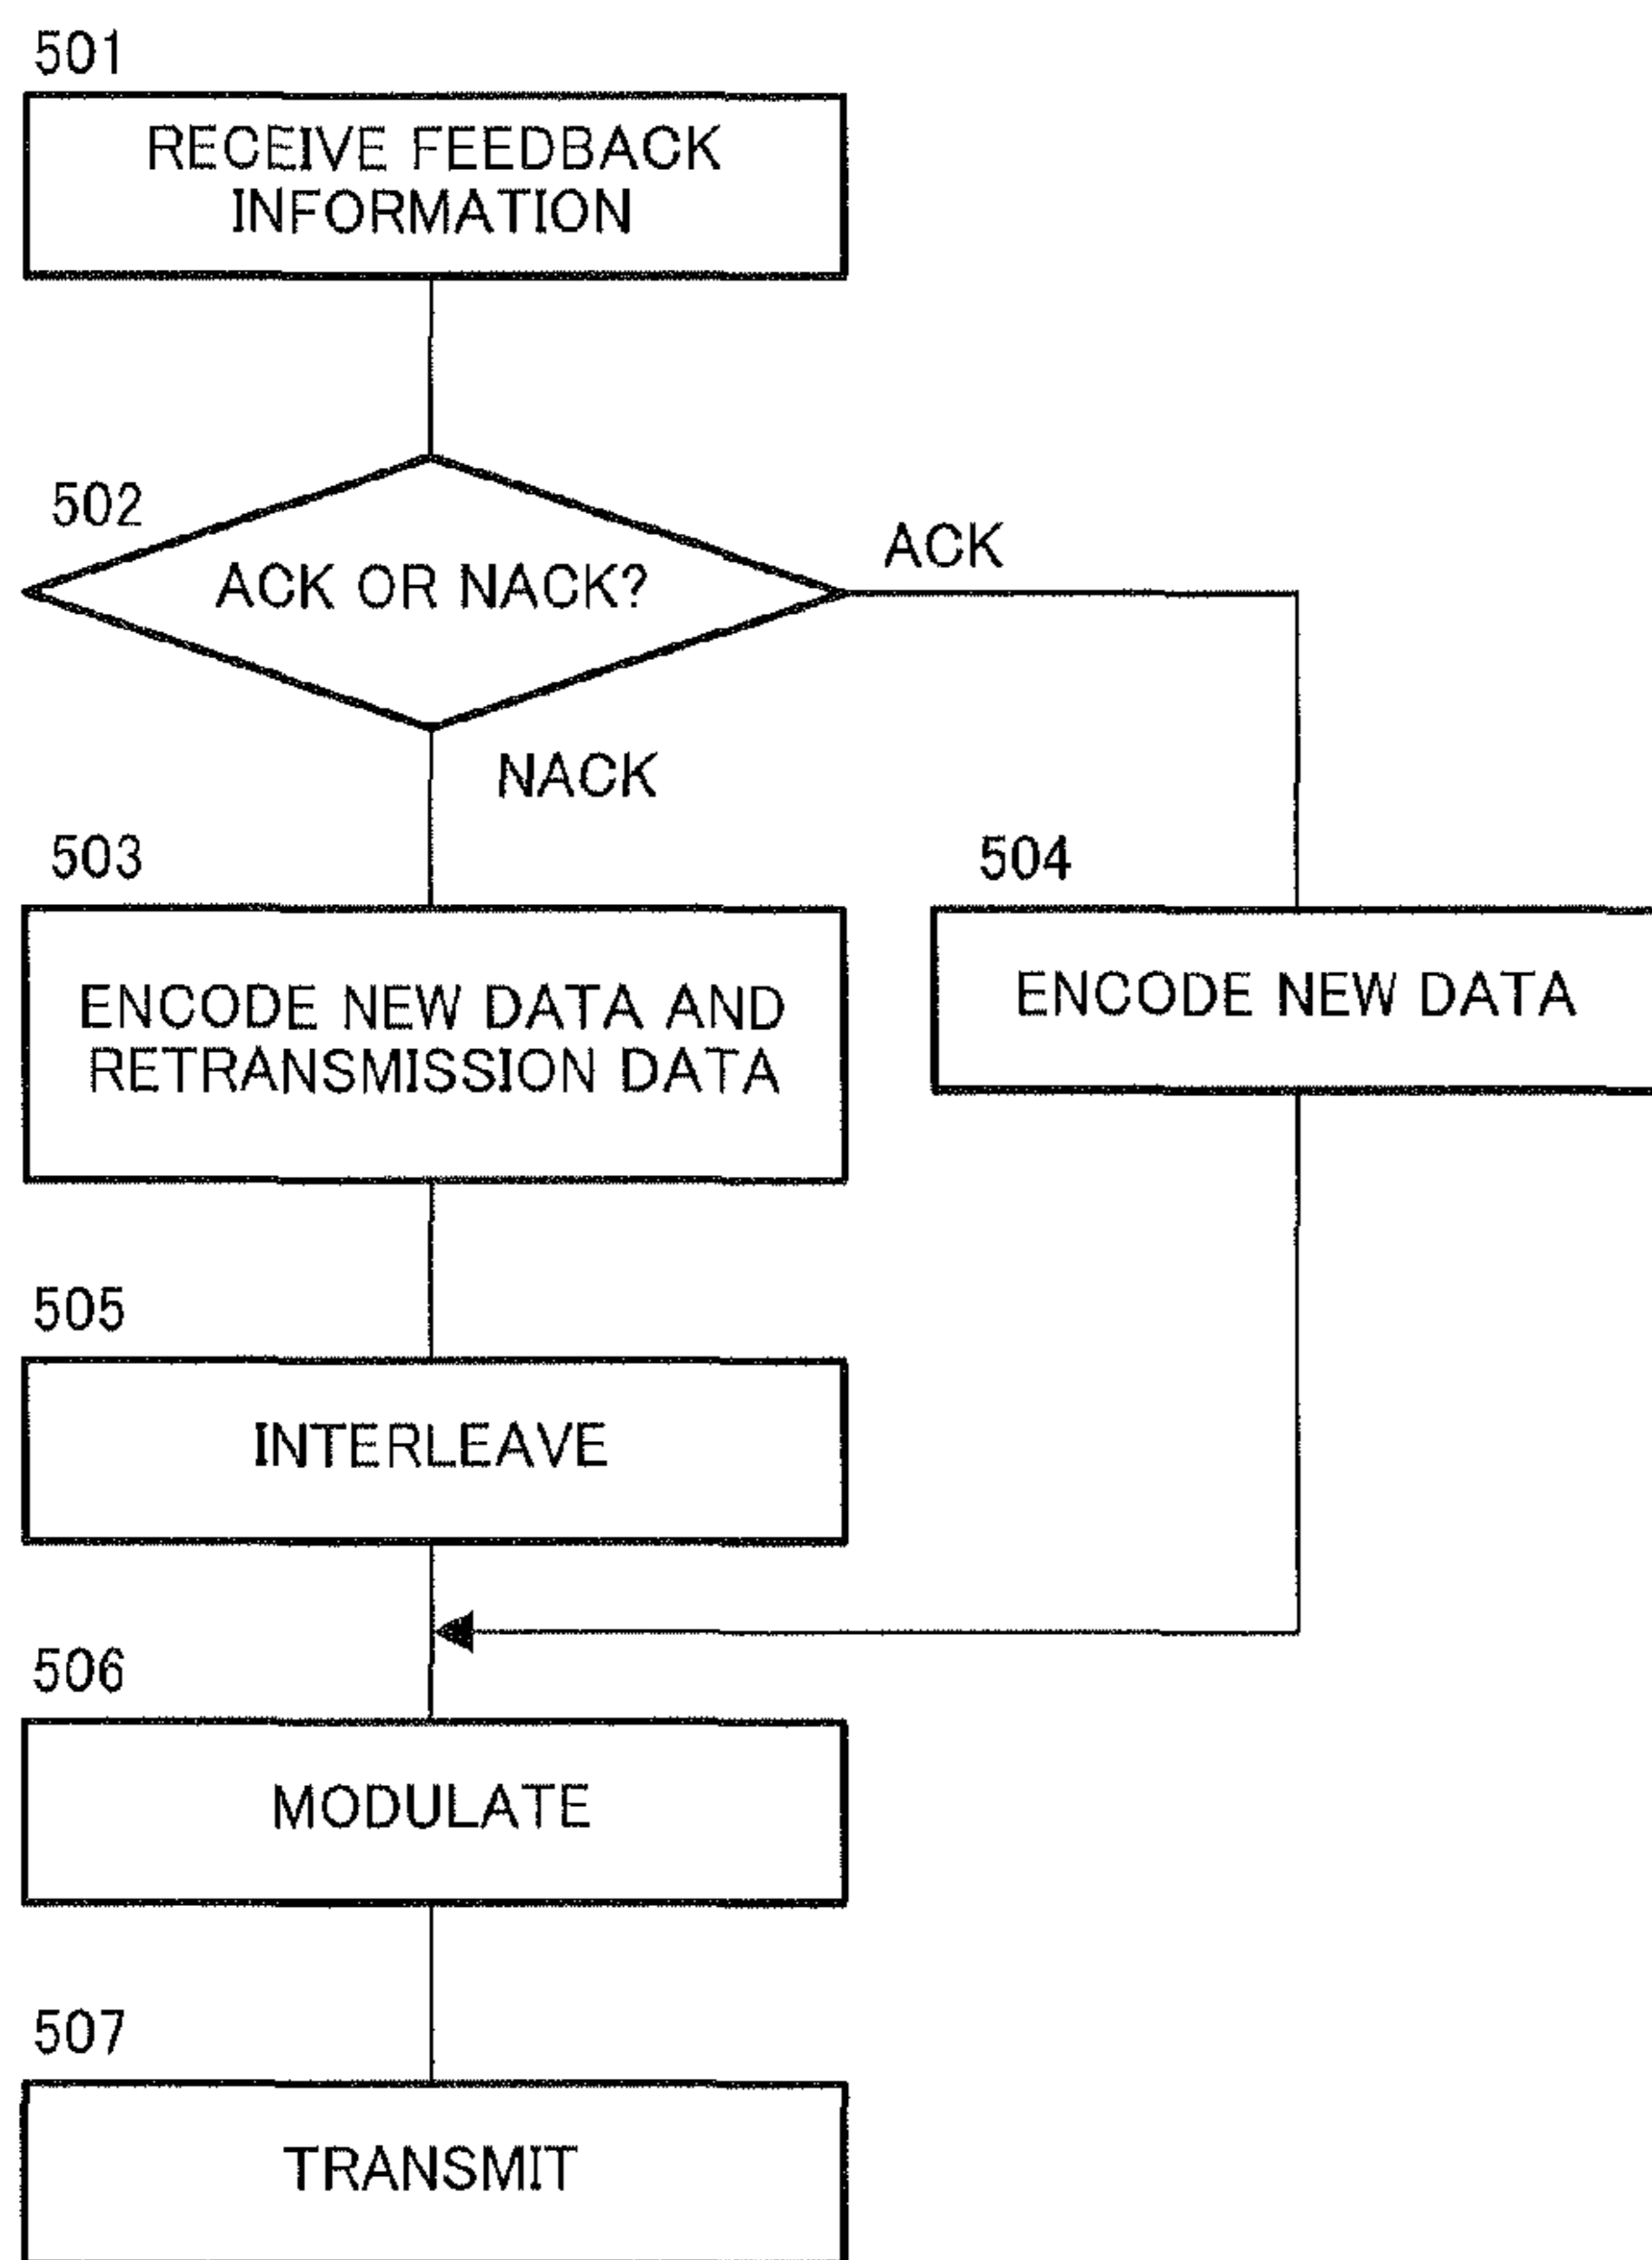 501
RECEIVE FEEDBACK
INFORMATION
502
ACK OR NACK?
ACK
NACK
503
ENCODE NEW DATA AND
RETRANSMISSION DATA
504
ENCODE NEW DATA
505
INTERLEAVE
506
MODULATE
507
TRANSMIT